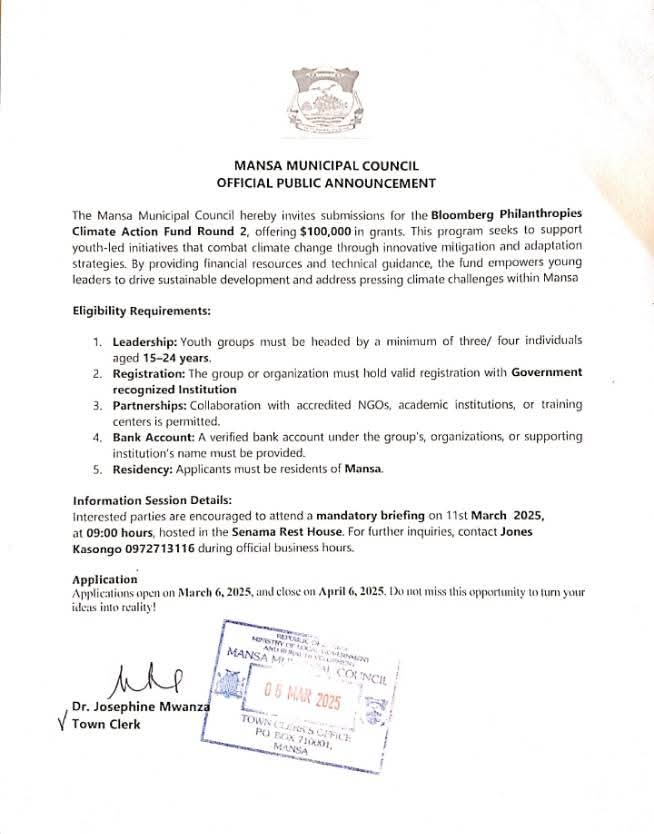 MANSA MUNICIPAL COUNCIL
OFFICIAL PUBLIC ANNOUNCEMENT
The Mansa Municipal Council hereby invites submissions for the Bloomberg Philanthropies
Climate Action Fund Round 2, offering $100,000 in grants. This program seeks to support
youth-led initiatives that combat climate change through innovative mitigation and adaptation
strategies. By providing financial resources and technical guidance, the fund empowers young
leaders to drive sustainable development and address pressing climate challenges within Mansa
Eligibility Requirements:
1. Leadership: Youth groups must be headed by a minimum of three/ four individuals
aged 15–24 years.
2. Registration: The group or organization must hold valid registration with Government
recognized Institution
3. Partnerships: Collaboration with accredited NGOs, academic institutions, or training
centers is permitted.
4. Bank Account: A verified bank account under the group's, organizations, or supporting
institution's name must be provided.
5. Residency: Applicants must be residents of Mansa.
Information Session Details:
Interested parties are encouraged to attend a mandatory briefing on 11st March 2025,
at 09:00 hours, hosted in the Senama Rest House. For further inquiries, contact Jones
Kasongo 0972713116 during official business hours.
Application
Applications open on March 6, 2025, and close on April 6, 2025. Do not miss this opportunity to turn your
ideas into reality!
REPUBLIC OF
MINISTRY OF LOCAL GOVERNMENT
AND RURAL DEVELOPMENT
MANSA MUNICIPAL COUNCIL
06 MAR 2025
TOWN CLERK'S OFFICE
PO BOX 710001,
MANSA
Dr. Josephine Mwanza
Town Clerk